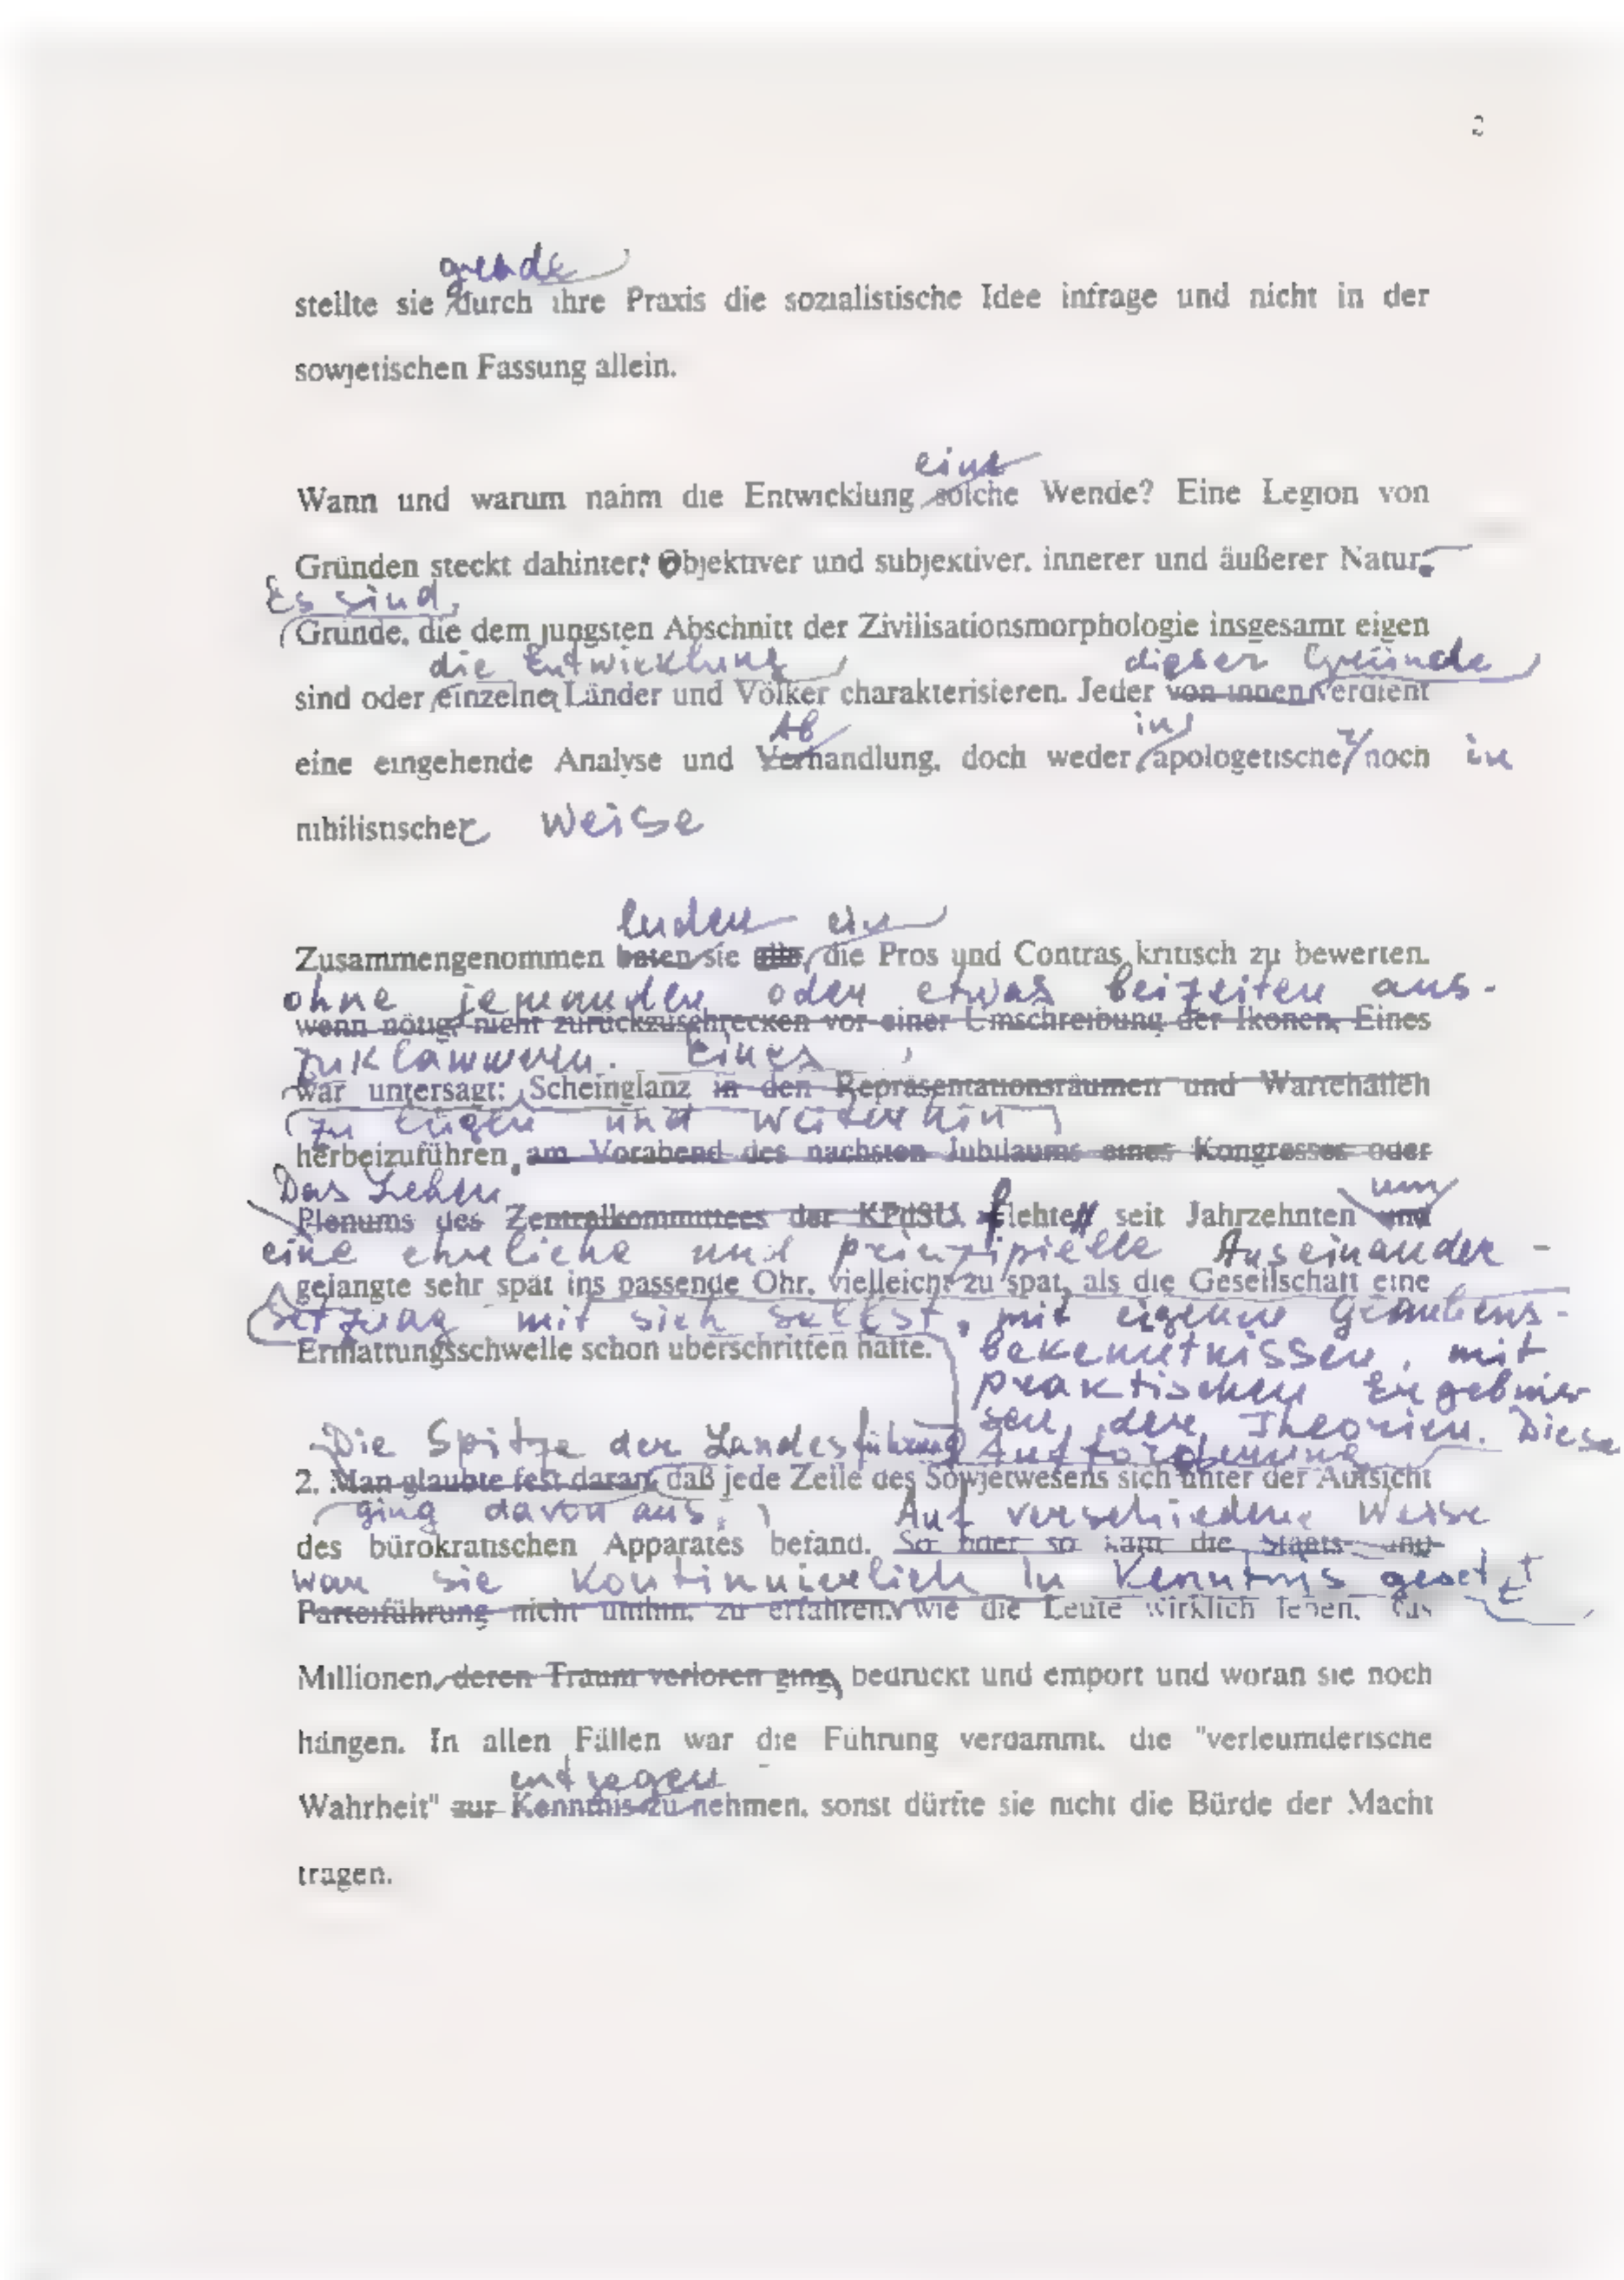 2
gerade
stellte sie durch ihre Praxis die sozialistische Idee infrage und nicht in der
sowjetischen Fassung allein.
eine
Wann und warum nahm die Entwicklung solche Wende? Eine Legion von
Gründen steckt dahinter: Objektiver und subjektiver, innerer und äußerer Natur.
Es sind
Gründe, die dem jüngsten Abschnitt der Zivilisationsmorphologie insgesamt eigen
die Entwicklung dieser Gründe
sind oder einzelner Länder und Völker charakterisieren. Jeder von ihnen verdient
Ab in r
eine eingehende Analyse und Verhandlung, doch weder apologetische noch in
nihilistischer Weise
luden ein
Zusammengenommen baten sie alle, die Pros und Contras kritisch zu bewerten,
ohne jemanden oder etwas beizeiten aus-
wenn nötig, nicht zurückzuschrecken vor einer Umschreibung der Ikonen. Eines
zuklammern. Eines
war untersagt: Scheinglanz in den Repräsentationsräumen und Wartehallen
zu lügen und weiterhin
herbeizuführen am Vorabend des nächsten Jubiläums eines Kongresses oder
Das Leben um
Plenums des Zentralkommittees der KPdSU. flehte seit Jahrzehnten und
eine ehrliche und prinzipielle Auseinander-
gelangte sehr spät ins passende Ohr, vielleicht zu spät, als die Gesellschaft eine
setzung mit sich selbst, mit eigenen Glaubens-
Ermattungsschwelle schon überschritten hatte.
bekenntnissen, mit
praktischen Ergebnis-
sen der Theorien. Diese
Die Spitze der Landesführung Aufforderung
2. Man glaubte fest daran, daß jede Zelle des Sowjetwesens sich unter der Aufsicht
ging davon aus, Auf verschiedene Weise
des bürokratischen Apparates befand. So oder so kam die Staats- und
war sie kontinuierlich in Kenntnis gesetzt
Parteiführung nicht umhin, zu erfahren, wie die Leute wirklich leben, was
Millionen, deren Traum verloren ging, bedrückt und empört und woran sie noch
hängen. In allen Fällen war die Führung verdammt, die "verleumderische
entgegen
Wahrheit" zur Kenntnis zu nehmen, sonst dürfte sie nicht die Bürde der Macht
tragen.